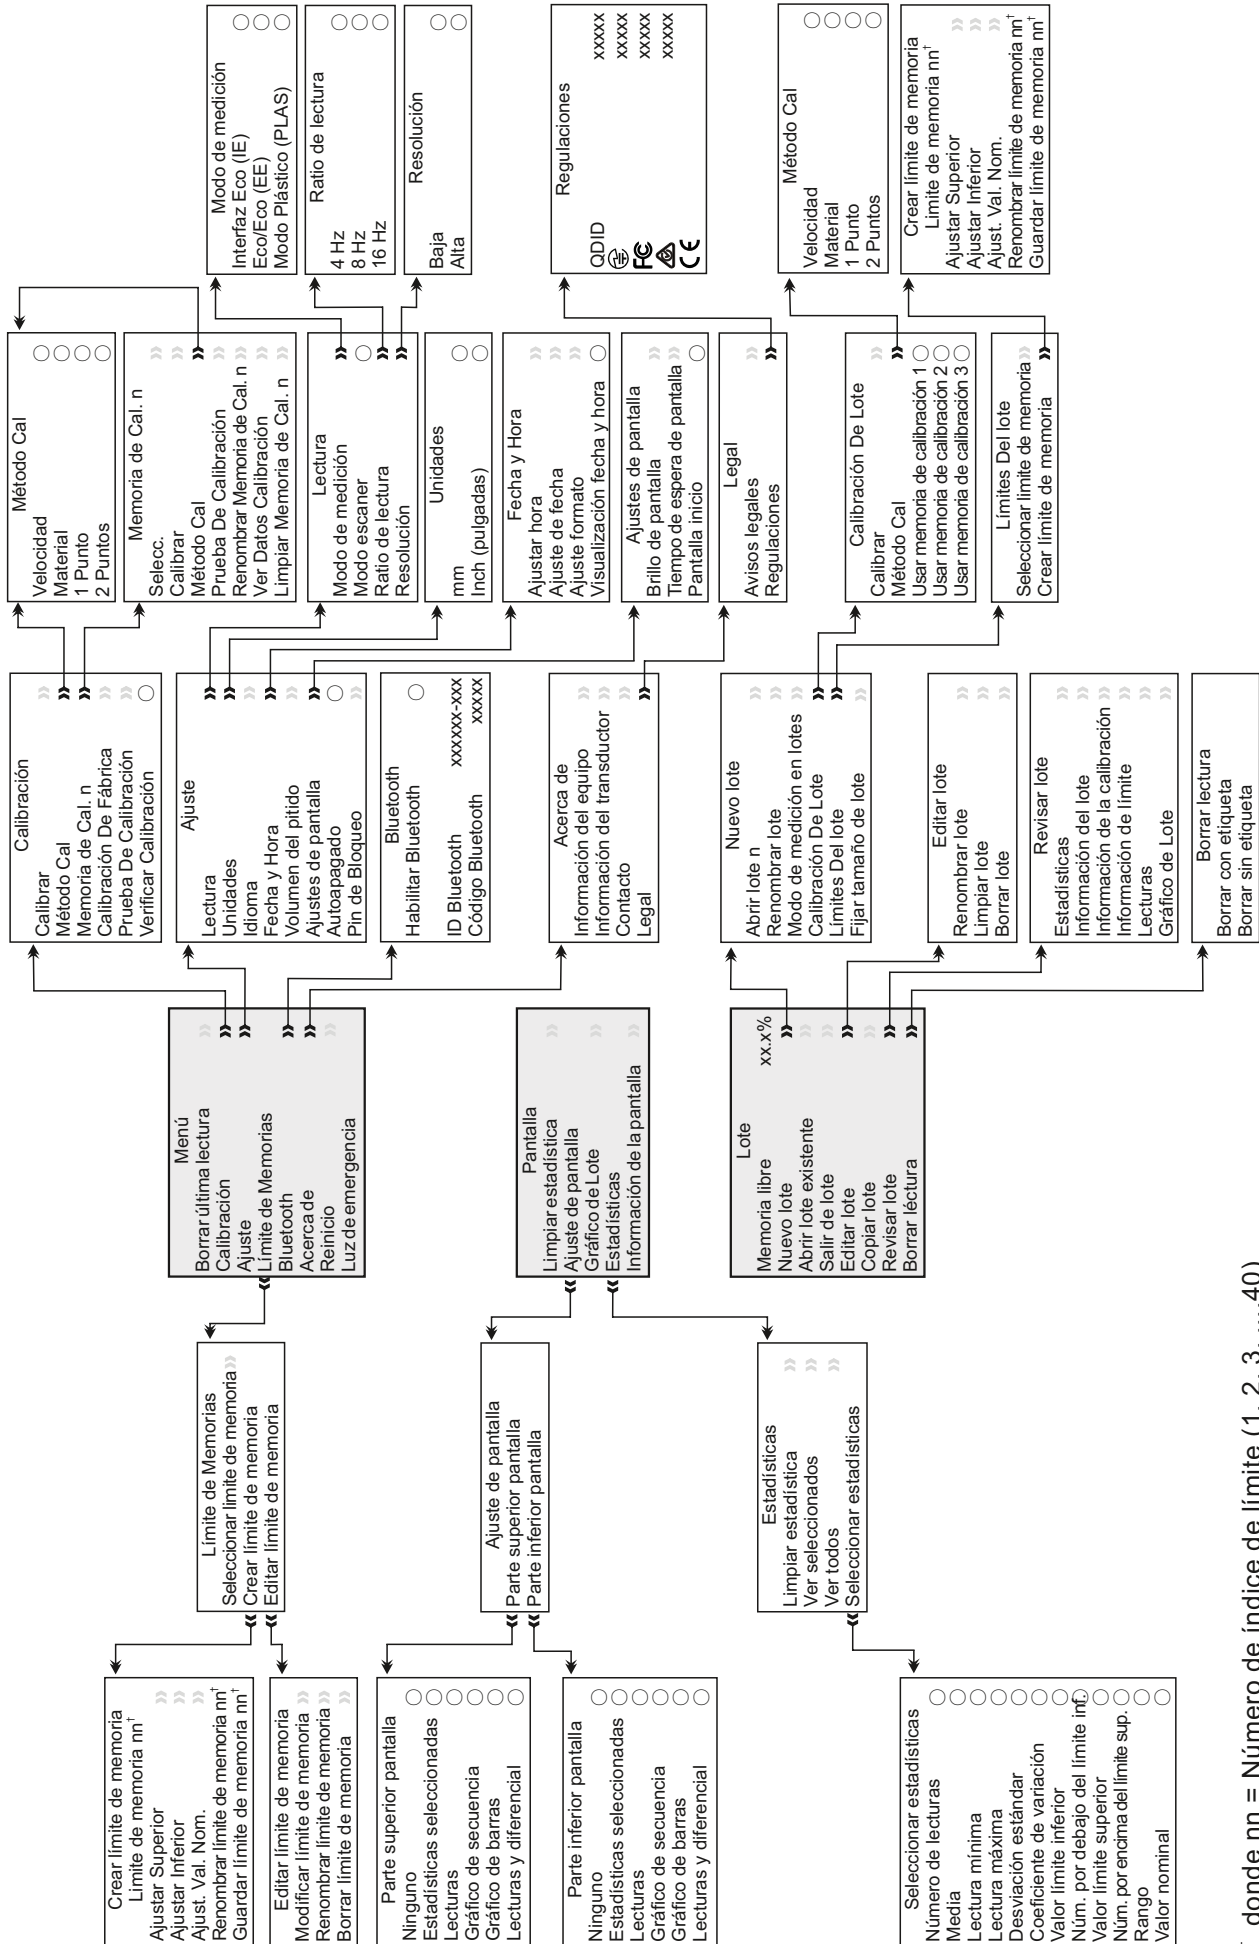 Crear límite de memoria
Límite de memoria nn†
Ajustar Superior
Ajustar Inferior
Ajust. Val. Nom.
Renombrar límite de memoria nn†
Guardar límite de memoria nn†
Editar límite de memoria
Modificar límite de memoria
Renombrar límite de memoria
Borrar límite de memoria
Parte superior pantalla
Ninguno
Estadísticas seleccionadas
Lecturas
Gráfico de secuencia
Gráfico de barras
Lecturas y diferencial
Parte inferior pantalla
Ninguno
Estadísticas seleccionadas
Lecturas
Gráfico de secuencia
Gráfico de barras
Lecturas y diferencial
Seleccionar estadísticas
Número de lecturas
Media
Lectura mínima
Lectura máxima
Desviación estándar
Coeficiente de variación
Valor límite inferior
Núm. por debajo del límite inf.
Valor límite superior
Núm. por encima del límite sup.
Rango
Valor nominal
Límite de Memorias
Seleccionar limite de memoria
Crear límite de memoria
Editar límite de memoria
Ajuste de pantalla
Parte superior pantalla
Parte inferior pantalla
Estadísticas
Limpiar estadística
Ver seleccionados
Ver todos
Seleccionar estadísticas
Menú
Borrar última lectura
Calibración
Ajuste
Límite de Memorias
Bluetooth
Acerca de
Reinicio
Luz de emergencia
Pantalla
Limpiar estadística
Ajuste de pantalla
Gráfico de Lote
Estadísticas
Información de la pantalla
Lote
Memoria libre xx.x%
Nuevo lote
Abrir lote existente
Salir de lote
Editar lote
Copiar lote
Revisar lote
Borrar léctura
Calibración
Calibrar
Método Cal
Memoria de Cal. n
Calibración De Fábrica
Prueba De Calibración
Verificar Calibración
Ajuste
Lectura
Unidades
Idioma
Fecha y Hora
Volumen del pitido
Ajustes de pantalla
Autoapagado
Pin de Bloqueo
Bluetooth
Habilitar Bluetooth
ID Bluetooth xxxxxx-xxx
Código Bluetooth xxxxx
Acerca de
Información del equipo
Información del transductor
Contacto
Legal
Nuevo lote
Abrir lote n
Renombrar lote
Modo de medición en lotes
Calibración De Lote
Límites Del lote
Fijar tamaño de lote
Editar lote
Renombrar lote
Limpiar lote
Borrar lote
Revisar lote
Estadísticas
Información del lote
Información de la calibración
Información de límite
Lecturas
Gráfico de Lote
Borrar lectura
Borrar con etiqueta
Borrar sin etiqueta
Método Cal
Velocidad
Material
1 Punto
2 Puntos
Memoria de Cal. n
Selecc.
Calibrar
Método Cal
Prueba De Calibración
Renombrar Memoria de Cal. n
Ver Datos Calibración
Limpiar Memoria de Cal. n
Lectura
Modo de medición
Modo escaner
Ratio de lectura
Resolución
Unidades
mm
Inch (pulgadas)
Fecha y Hora
Ajustar hora
Ajuste de fecha
Ajuste formato
Visualización fecha y hora
Ajustes de pantalla
Brillo de pantalla
Tiempo de espera de pantalla
Pantalla inicio
Legal
Avisos legales
Regulaciones
Calibración De Lote
Calibrar
Método Cal
Usar memoria de calibración 1
Usar memoria de calibración 2
Usar memoria de calibración 3
Límites Del lote
Seleccionar limite de memoria
Crear límite de memoria
Modo de medición
Interfaz Eco (IE)
Eco/Eco (EE)
Modo Plástico (PLAS)
Ratio de lectura
4 Hz
8 Hz
16 Hz
Resolución
Baja
Alta
Regulaciones
QDID xxxxx
xxxxx
FC xxxxx
CE xxxxx
Método Cal
Velocidad
Material
1 Punto
2 Puntos
Crear límite de memoria
Límite de memoria nn†
Ajustar Superior
Ajustar Inferior
Ajust. Val. Nom.
Renombrar límite de memoria nn†
Guardar límite de memoria nn†
donde nn = Número de índice de límite (1, 2, 3, ...40)